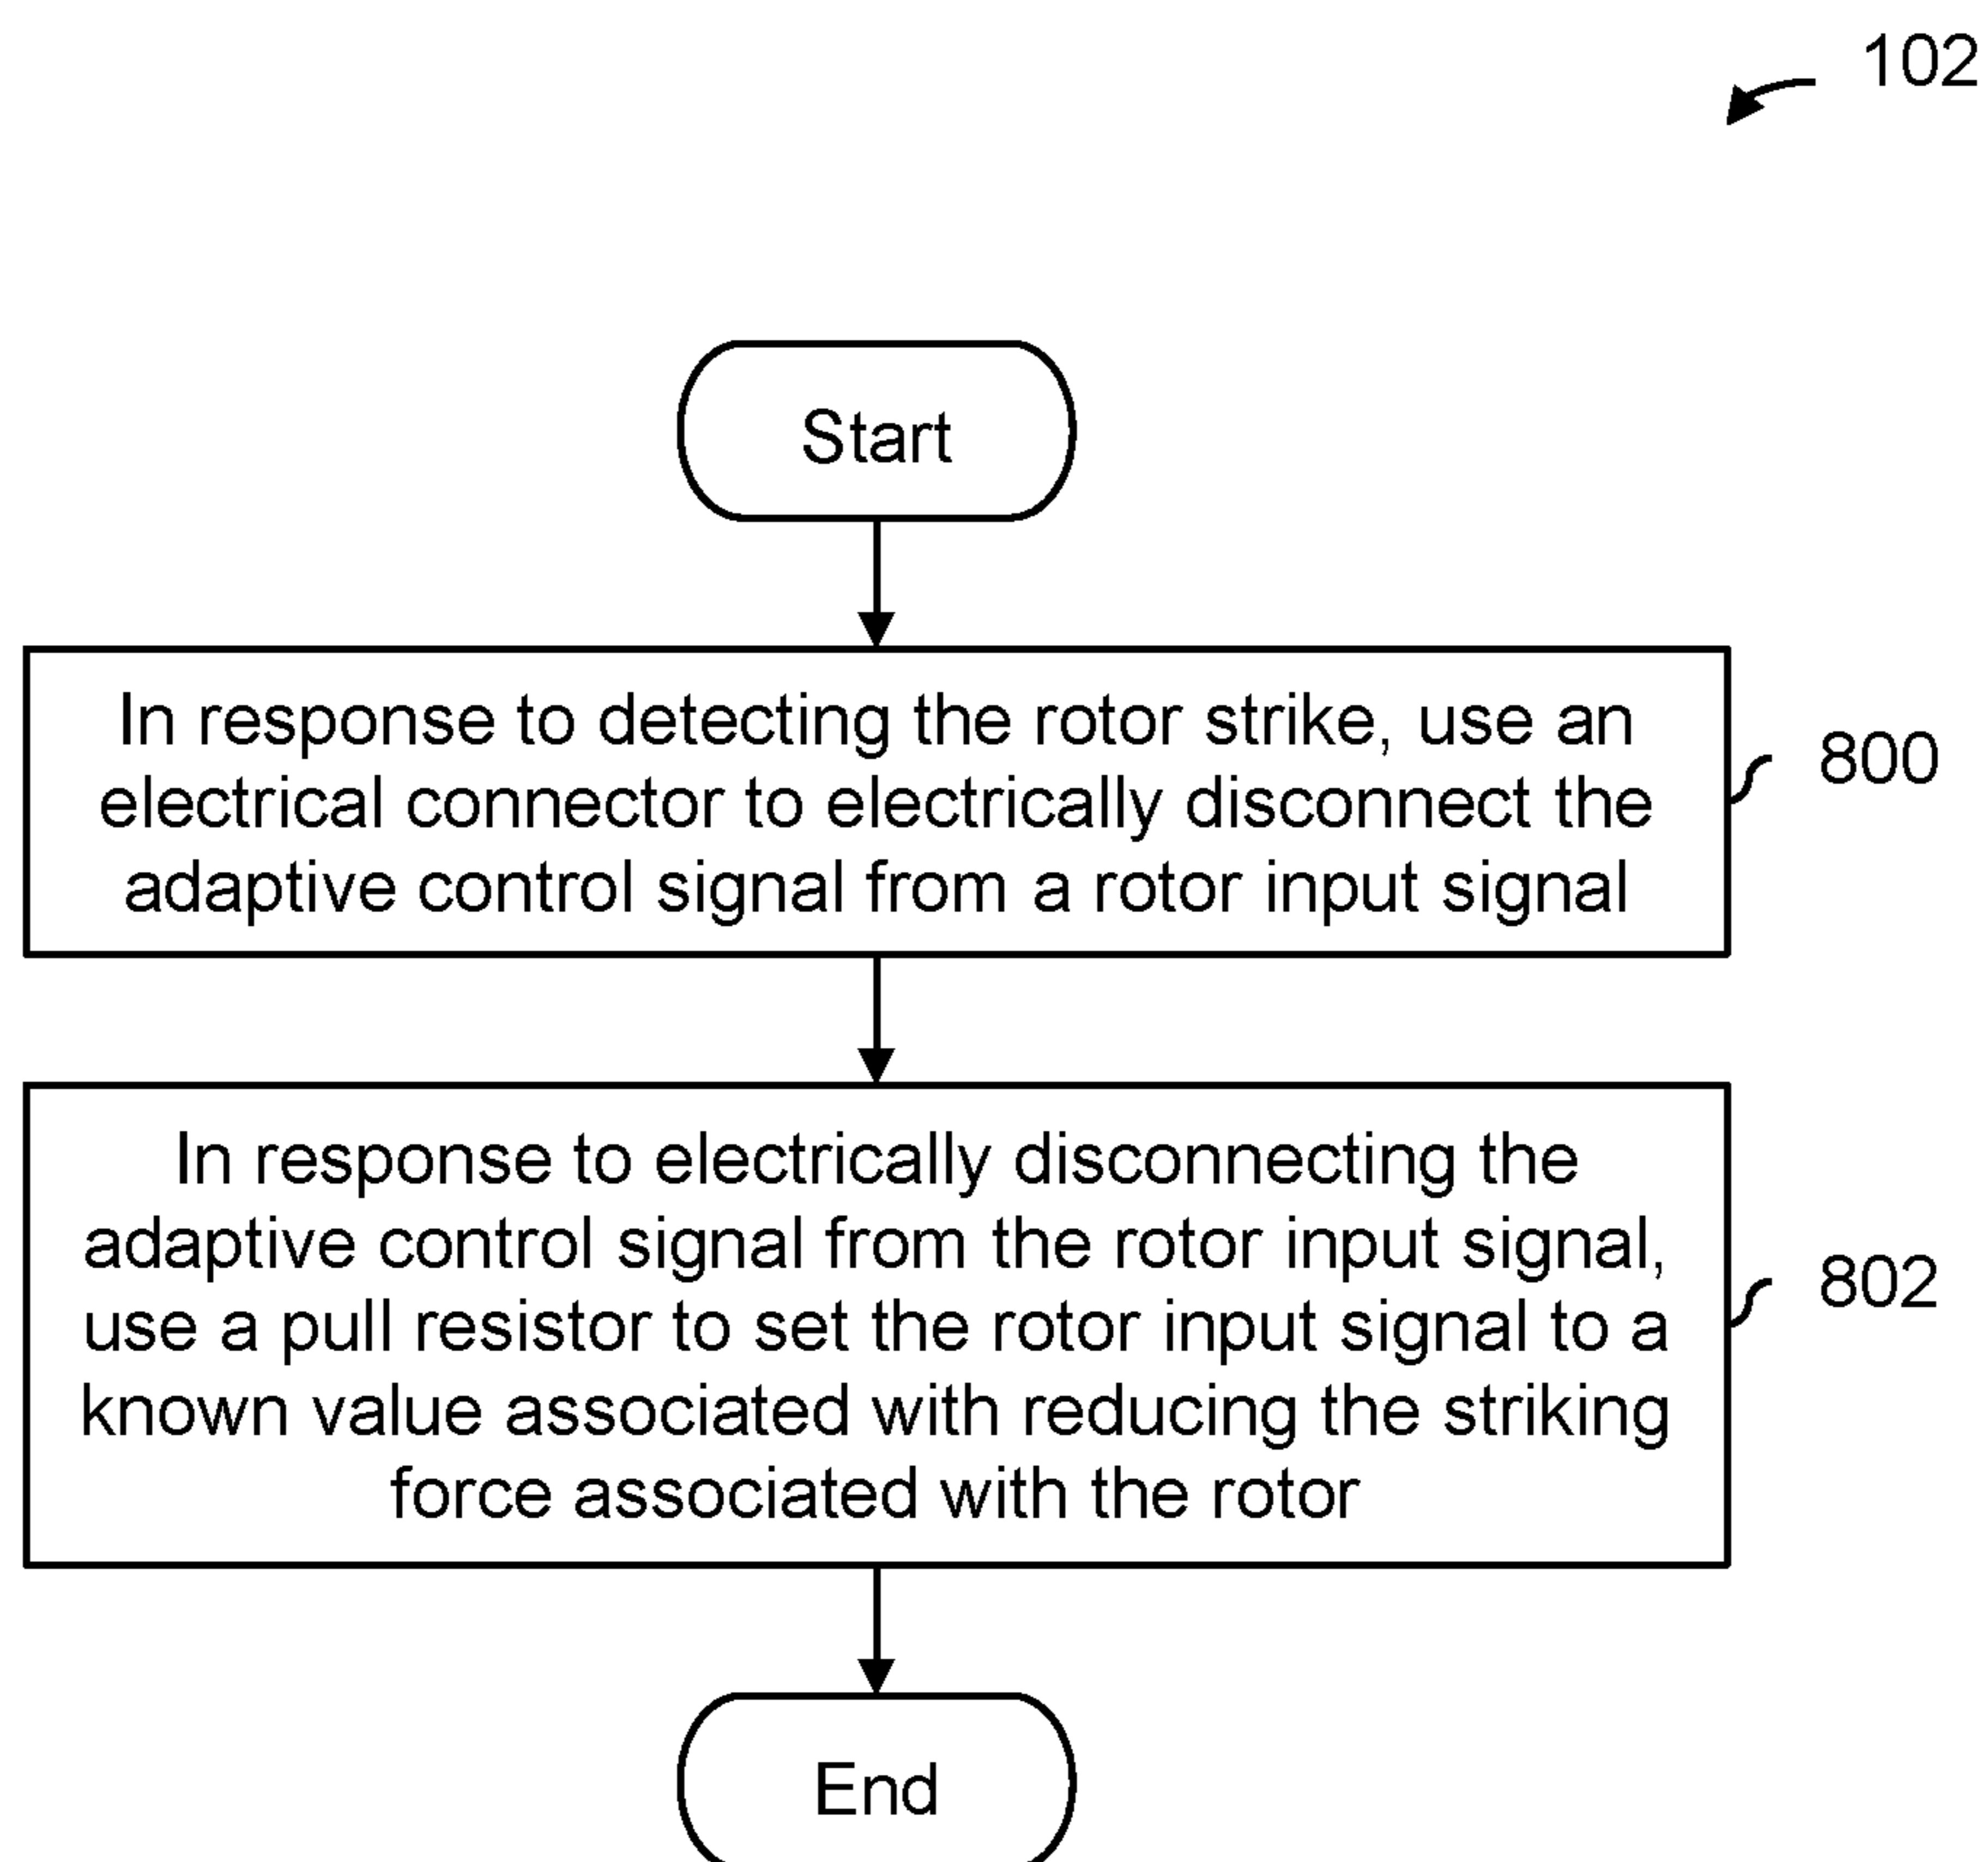 102
Start
In response to detecting the rotor strike, use an
electrical connector to electrically disconnect the
adaptive control signal from a rotor input signal
800
In response to electrically disconnecting the
adaptive control signal from the rotor input signal,
use a pull resistor to set the rotor input signal to a
known value associated with reducing the striking
force associated with the rotor
802
End